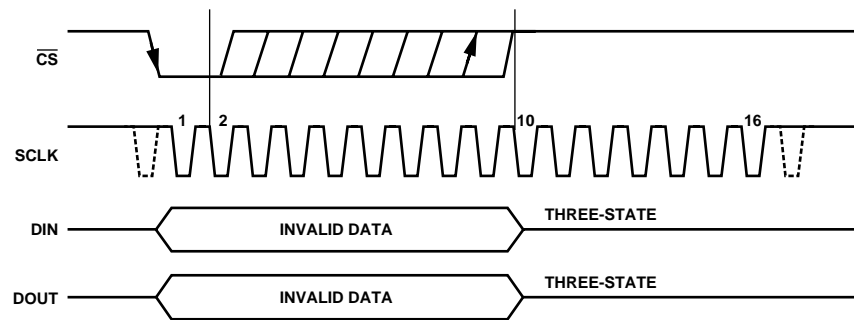 CS
1 2 10 16
SCLK
THREE-STATE
DIN INVALID DATA
THREE-STATE
DOUT INVALID DATA